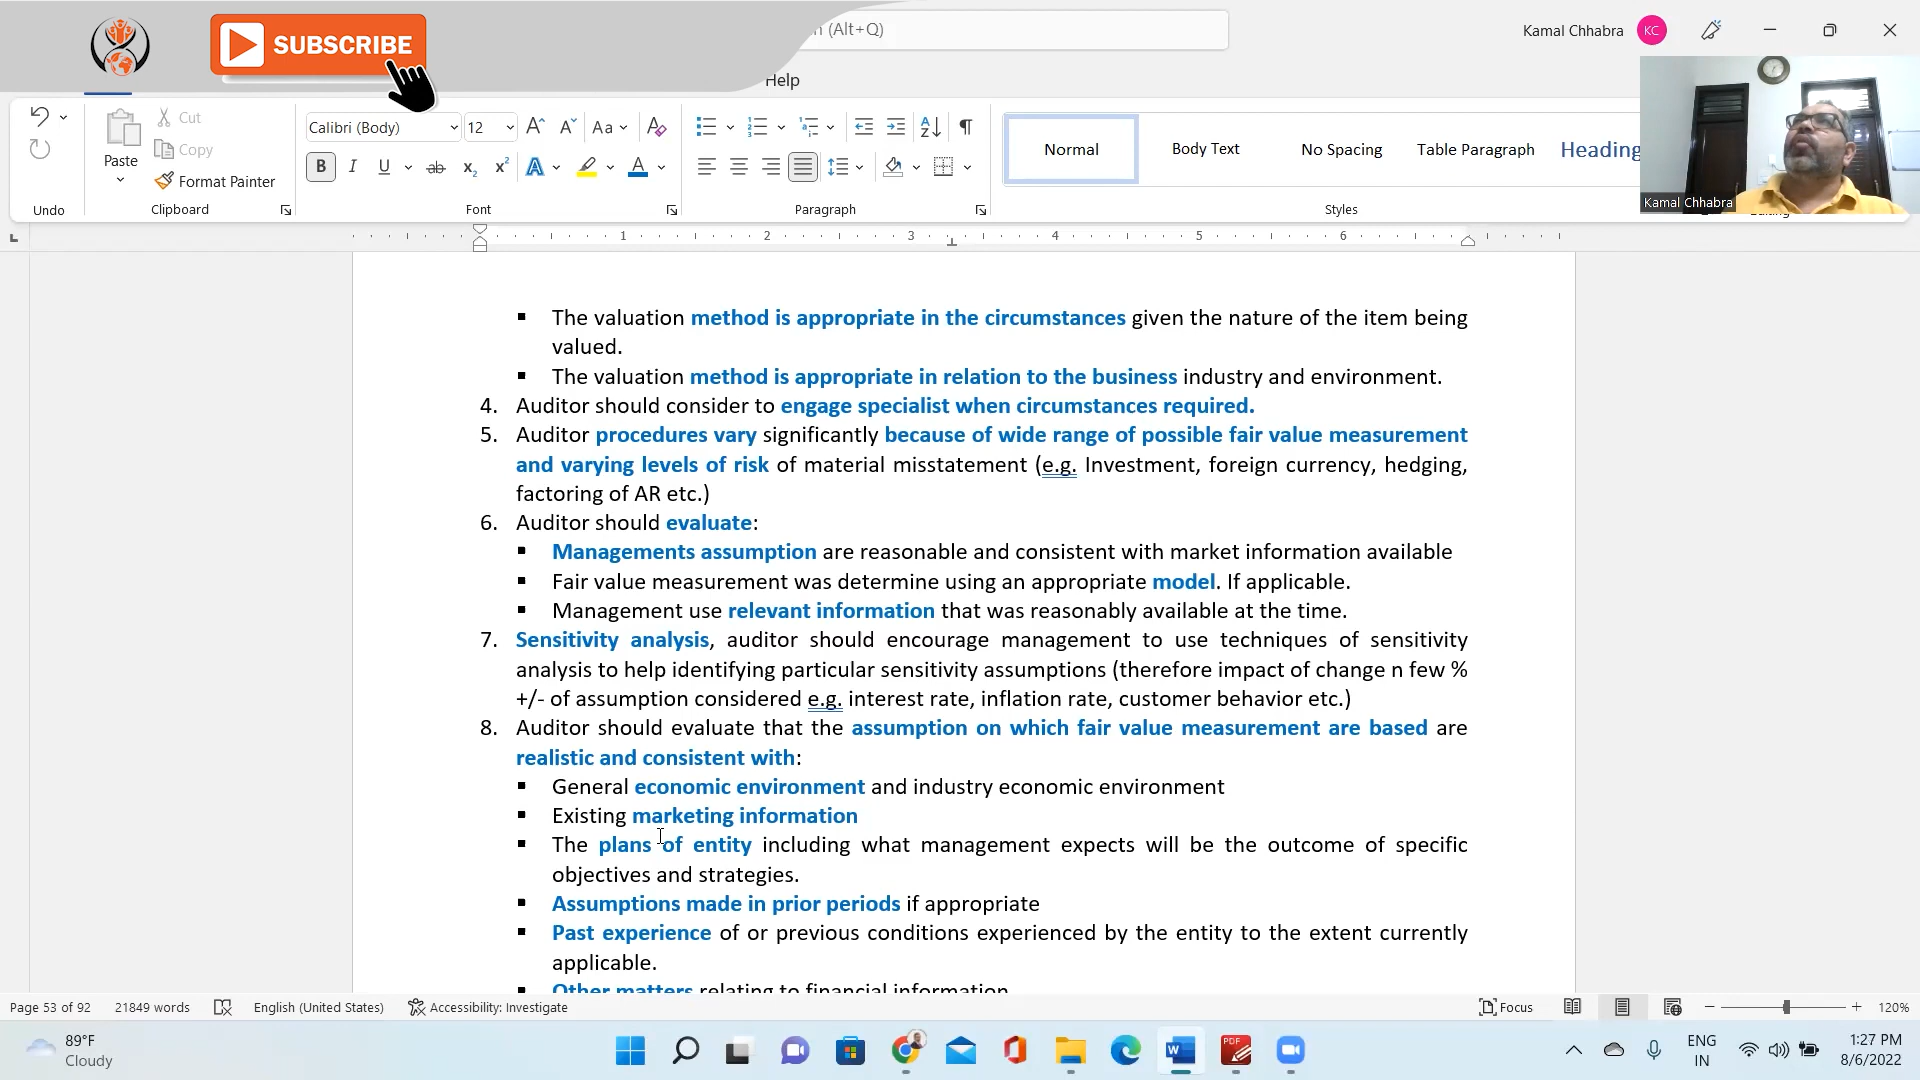 SUBSCRIBE
(Alt+Q)
Kamal Chhabra
KC
Help
Calibri (Body)
12
Cut
Copy
Paste
Format Painter
Undo
Clipboard
Font
Paragraph
Normal
Body Text
No Spacing
Table Paragraph
Heading
Styles
Kamal Chhabra
1 2 3 4 5 6
▪ The valuation method is appropriate in the circumstances given the nature of the item being
valued.
▪ The valuation method is appropriate in relation to the business industry and environment.
4. Auditor should consider to engage specialist when circumstances required.
5. Auditor procedures vary significantly because of wide range of possible fair value measurement
and varying levels of risk of material misstatement (e.g. Investment, foreign currency, hedging,
factoring of AR etc.)
6. Auditor should evaluate:
▪ Managements assumption are reasonable and consistent with market information available
▪ Fair value measurement was determine using an appropriate model. If applicable.
▪ Management use relevant information that was reasonably available at the time.
7. Sensitivity analysis, auditor should encourage management to use techniques of sensitivity
analysis to help identifying particular sensitivity assumptions (therefore impact of change n few %
+/- of assumption considered e.g. interest rate, inflation rate, customer behavior etc.)
8. Auditor should evaluate that the assumption on which fair value measurement are based are
realistic and consistent with:
▪ General economic environment and industry economic environment
▪ Existing marketing information
▪ The plans of entity including what management expects will be the outcome of specific
objectives and strategies.
▪ Assumptions made in prior periods if appropriate
▪ Past experience of or previous conditions experienced by the entity to the extent currently
applicable.
▪ Other matters relating to financial information
Page 53 of 92
21849 words
English (United States)
Accessibility: Investigate
Focus
120%
89°F
Cloudy
ENG
IN
1:27 PM
8/6/2022